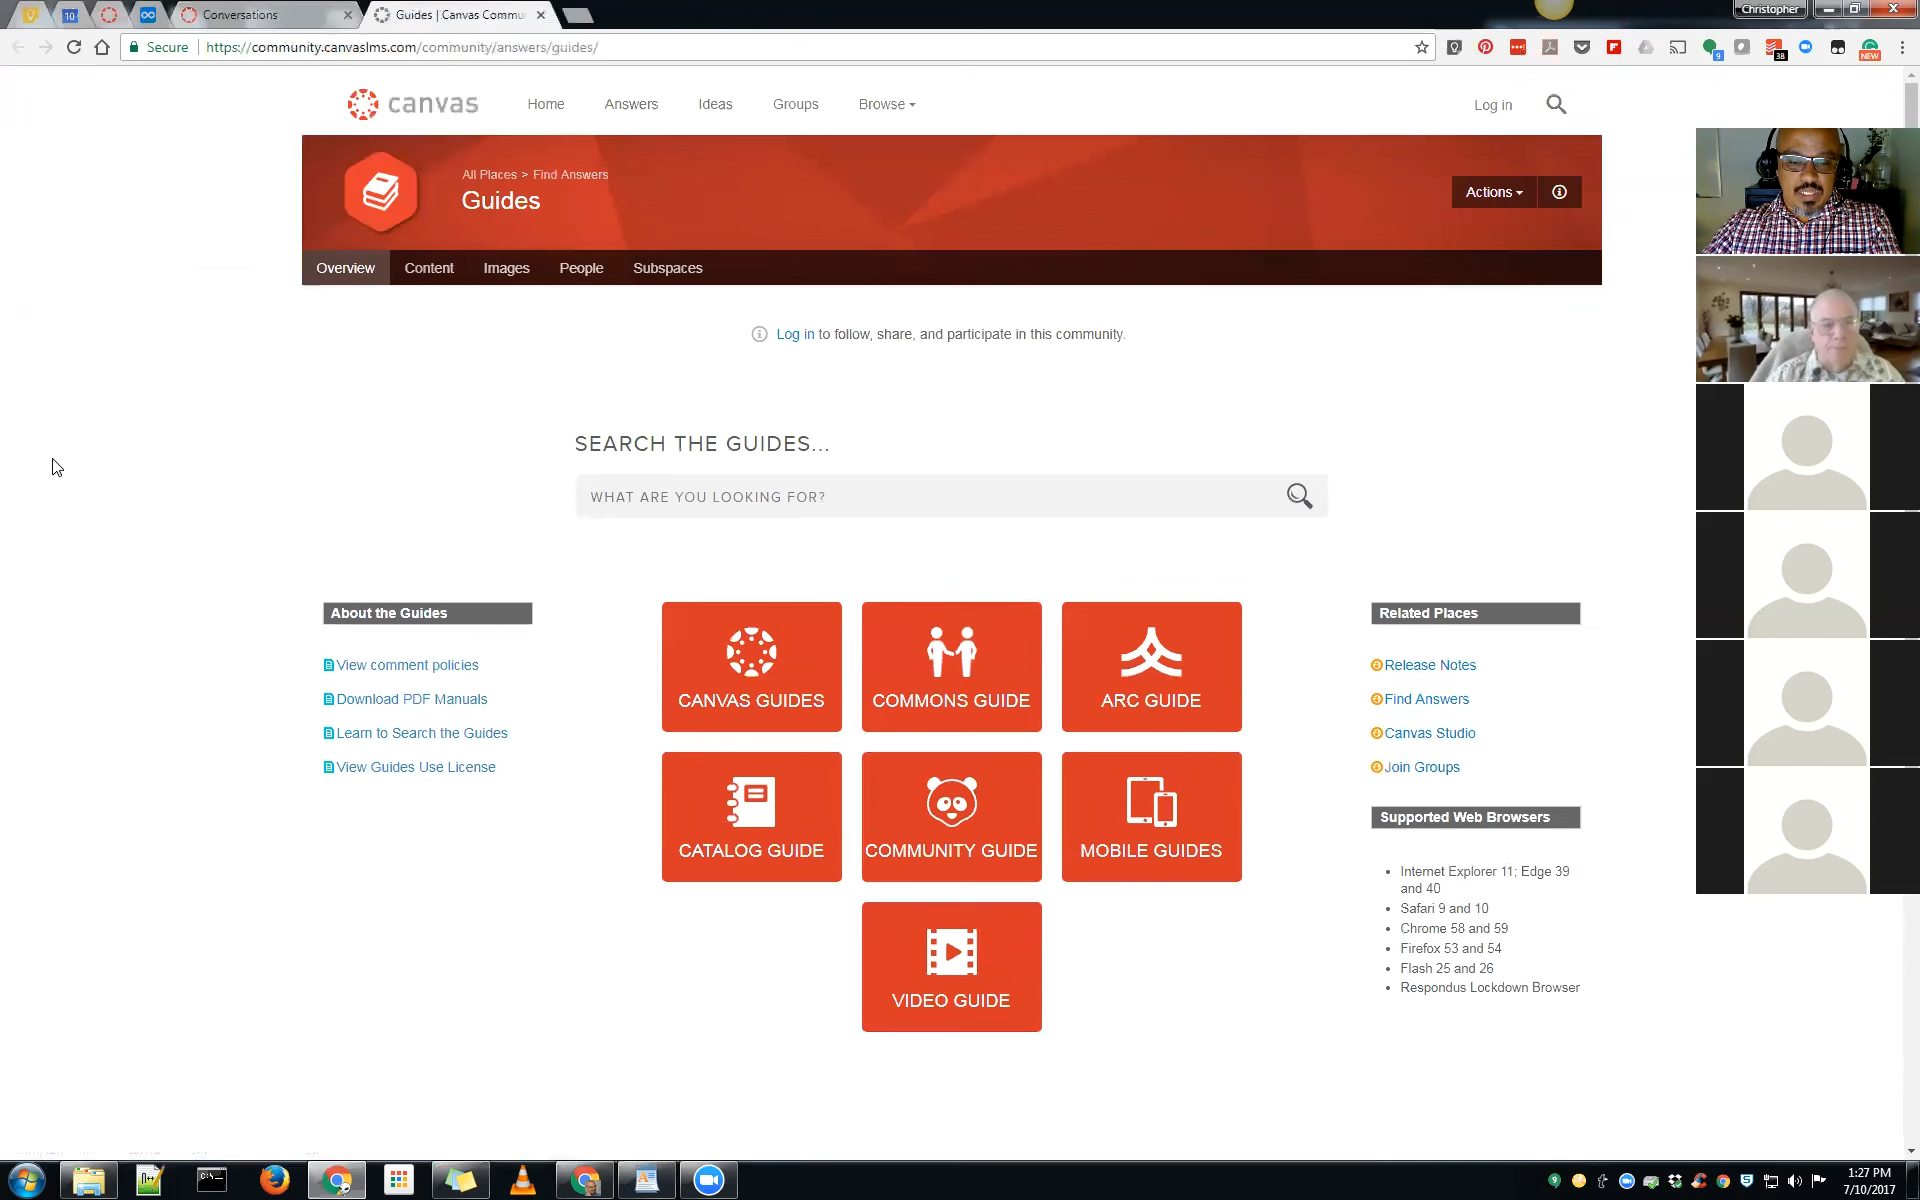 10
Conversations
Guides | Canvas Commu
Christopher
Secure
https://community.canvaslms.com/community/answers/guides/
9
38
NEW
canvas
Home
Answers
Ideas
Groups
Browse
Log in
All Places > Find Answers
Guides
Actions
Overview
Content
Images
People
Subspaces
Log in to follow, share, and participate in this community.
SEARCH THE GUIDES...
WHAT ARE YOU LOOKING FOR?
About the Guides
View comment policies
Download PDF Manuals
Learn to Search the Guides
View Guides Use License
CANVAS GUIDES
COMMONS GUIDE
ARC GUIDE
CATALOG GUIDE
COMMUNITY GUIDE
MOBILE GUIDES
VIDEO GUIDE
Related Places
Release Notes
Find Answers
Canvas Studio
Join Groups
Supported Web Browsers
Internet Explorer 11; Edge 39
and 40
Safari 9 and 10
Chrome 58 and 59
Firefox 53 and 54
Flash 25 and 26
Respondus Lockdown Browser
1:27 PM
7/10/2017